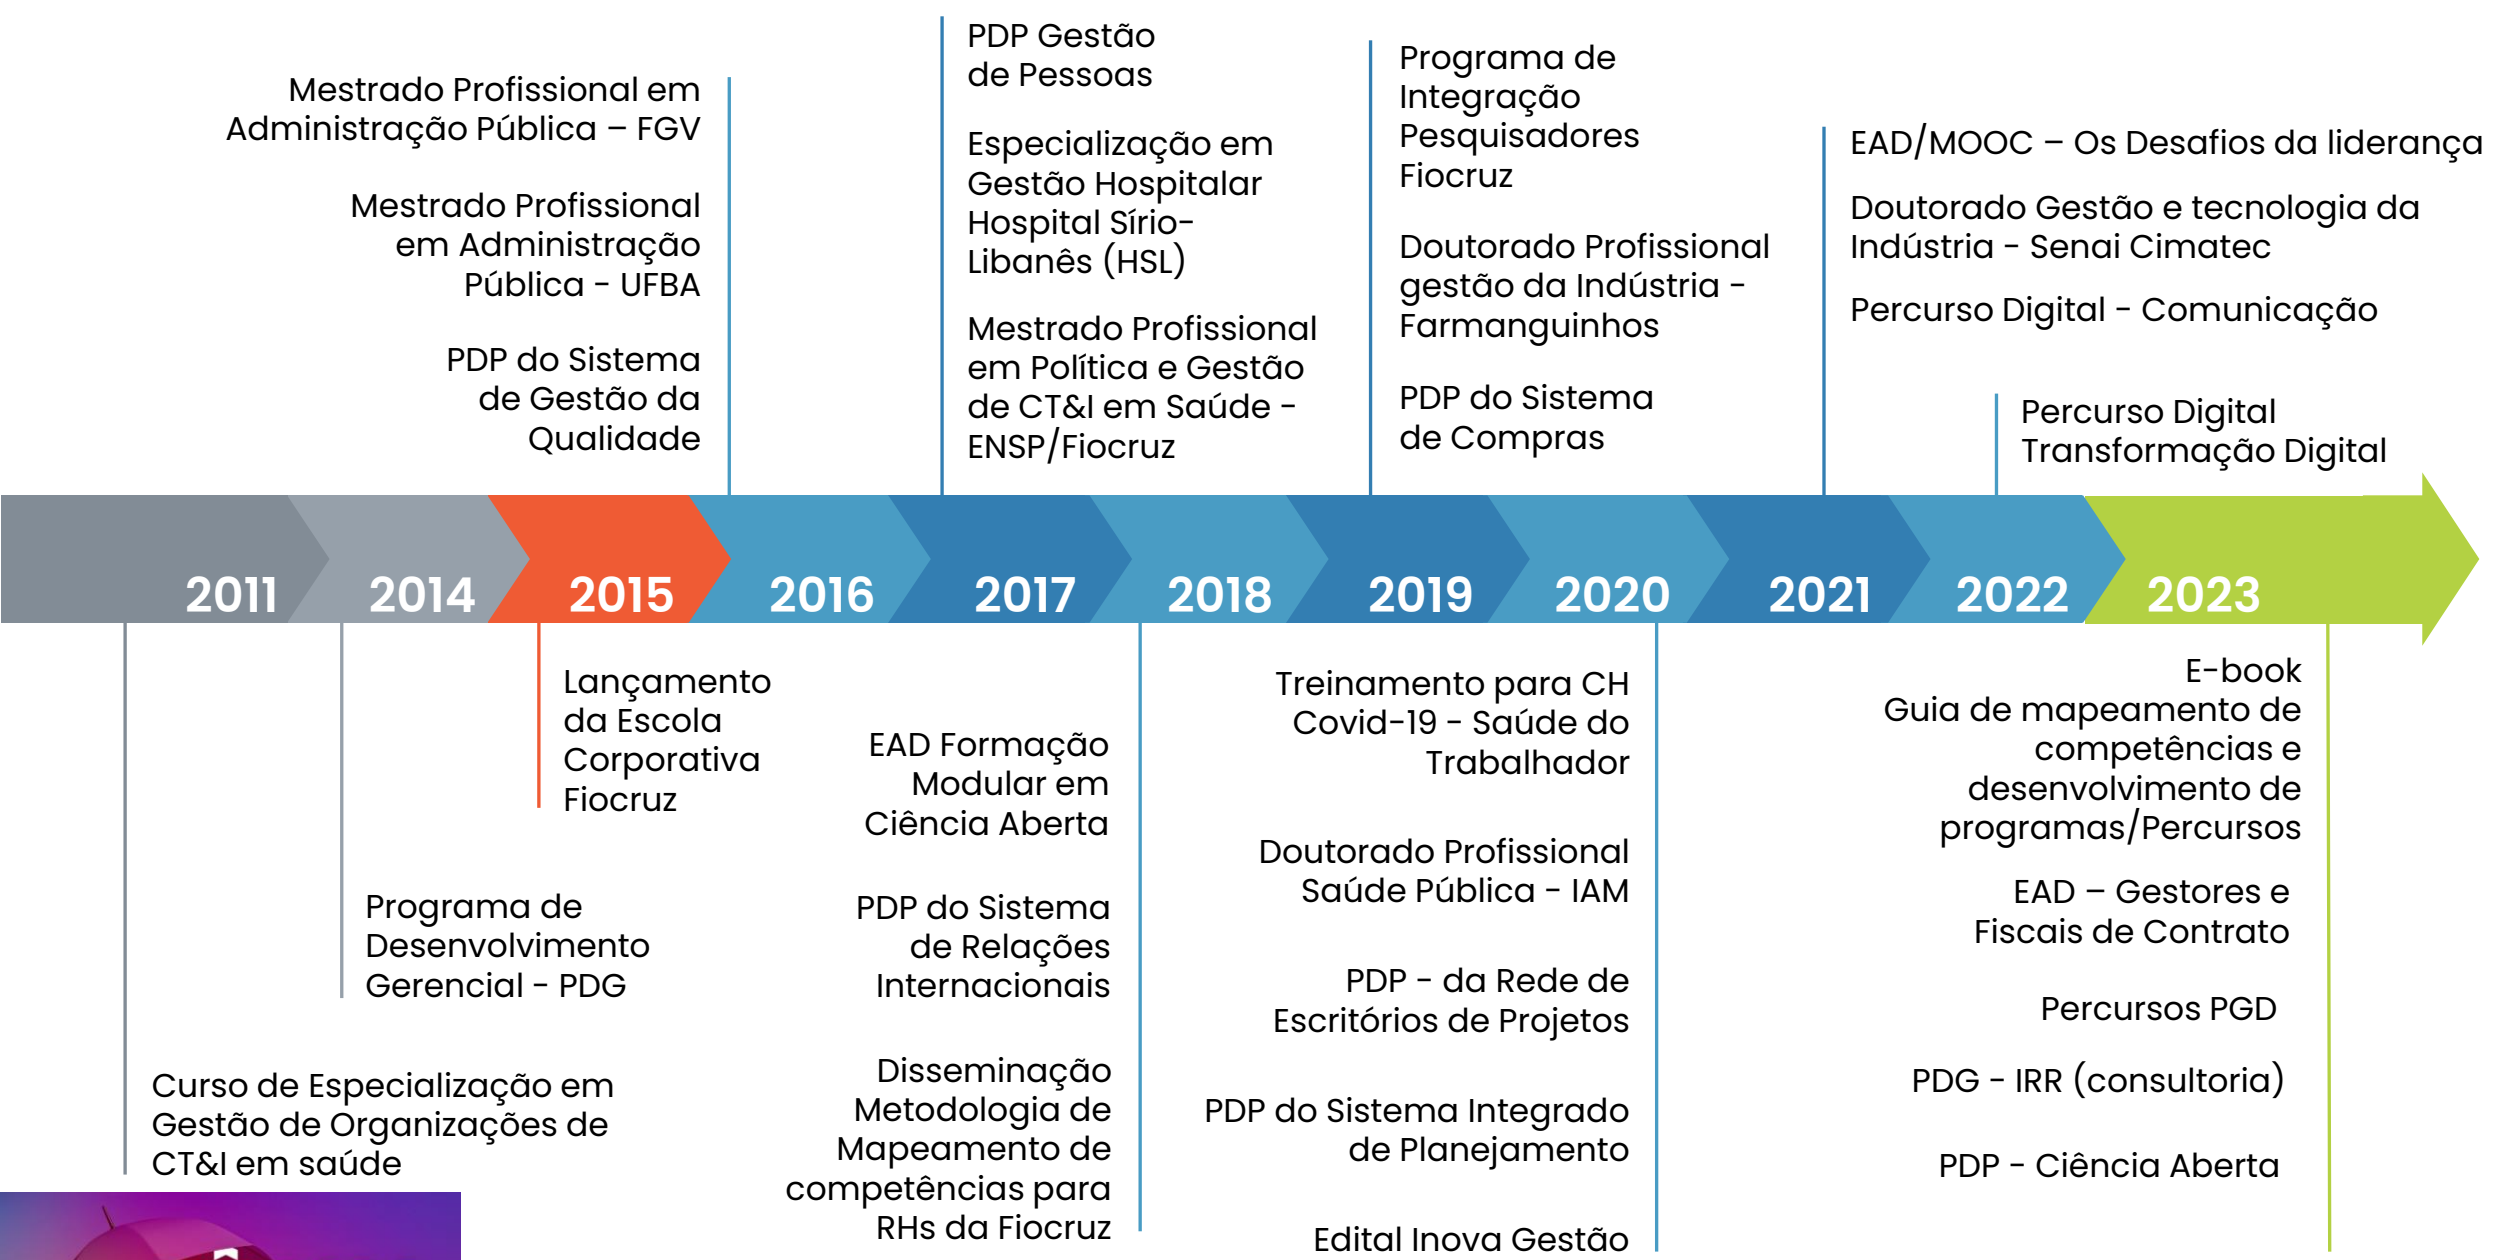 Mestrado Profissional em
Administração Pública – FGV
Mestrado Profissional
em Administração
Pública - UFBA
PDP do Sistema
de Gestão da
Qualidade
PDP Gestão
de Pessoas
Especialização em
Gestão Hospitalar
Hospital Sírio-
Libanês (HSL)
Mestrado Profissional
em Política e Gestão
de CT&I em Saúde -
ENSP/Fiocruz
Programa de
Integração
Pesquisadores
Fiocruz
Doutorado Profissional
gestão da Indústria -
Farmanguinhos
PDP do Sistema
de Compras
EAD/MOOC – Os Desafios da liderança
Doutorado Gestão e tecnologia da
Indústria - Senai Cimatec
Percurso Digital - Comunicação
Percurso Digital
Transformação Digital
2011
2014
2015
2016
2017
2018
2019
2020
2021
2022
2023
Curso de Especialização em
Gestão de Organizações de
CT&I em saúde
Programa de
Desenvolvimento
Gerencial - PDG
Lançamento
da Escola
Corporativa
Fiocruz
EAD Formação
Modular em
Ciência Aberta
PDP do Sistema
de Relações
Internacionais
Disseminação
Metodologia de
Mapeamento de
competências para
RHs da Fiocruz
Treinamento para CH
Covid-19 - Saúde do
Trabalhador
Doutorado Profissional
Saúde Pública - IAM
PDP - da Rede de
Escritórios de Projetos
PDP do Sistema Integrado
de Planejamento
Edital Inova Gestão
E-book
Guia de mapeamento de
competências e
desenvolvimento de
programas/Percursos
EAD – Gestores e
Fiscais de Contrato
Percursos PGD
PDG - IRR (consultoria)
PDP - Ciência Aberta